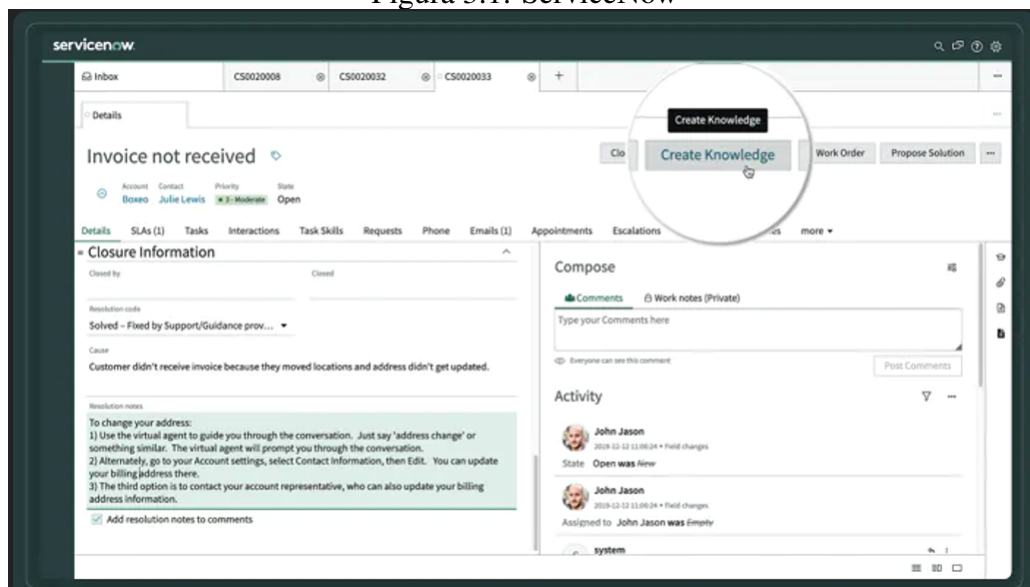 Figura 3.1: ServiceNow
servicenow
Inbox CS0020008 CS0020032 CS0020033 +
Details
Create Knowledge
Invoice not received
Clo Create Knowledge Work Order Propose Solution
Account Contact Priority State
Boxeo Julie Lewis 3 - Moderate Open
Details SLAs (1) Tasks Interactions Task Skills Requests Phone Emails (1) Appointments Escalations more
Closure Information
Closed by Closed
Resolution code
Solved – Fixed by Support/Guidance prov...
Cause
Customer didn't receive invoice because they moved locations and address didn't get updated.
Resolution notes
To change your address:
1) Use the virtual agent to guide you through the conversation. Just say 'address change' or
something similar. The virtual agent will prompt you through the conversation.
2) Alternately, go to your Account settings, select Contact Information, then Edit. You can update
your billing address there.
3) The third option is to contact your account representative, who can also update your billing
address information.
Add resolution notes to comments
Compose
Comments Work notes (Private)
Type your Comments here
Everyone can see this comment
Post Comments
Activity
John Jason
2019-12-12 11:06:24 • Field changes
State Open was New
John Jason
2019-12-12 11:06:24 • Field changes
Assigned to John Jason was Empty
system